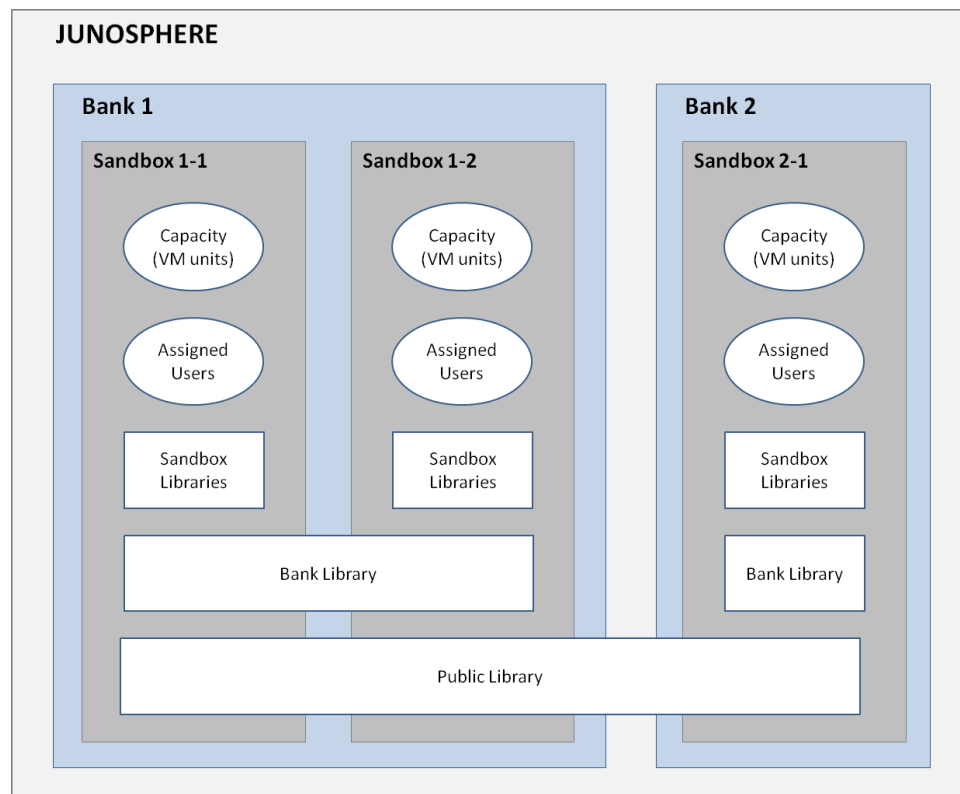 JUNOSPHERE
Bank 1
Bank 2
Sandbox 1-1
Sandbox 1-2
Sandbox 2-1
Capacity
(VM units)
Capacity
(VM units)
Capacity
(VM units)
Assigned
Users
Assigned
Users
Assigned
Users
Sandbox
Libraries
Sandbox
Libraries
Sandbox
Libraries
Bank Library
Bank Library
Public Library